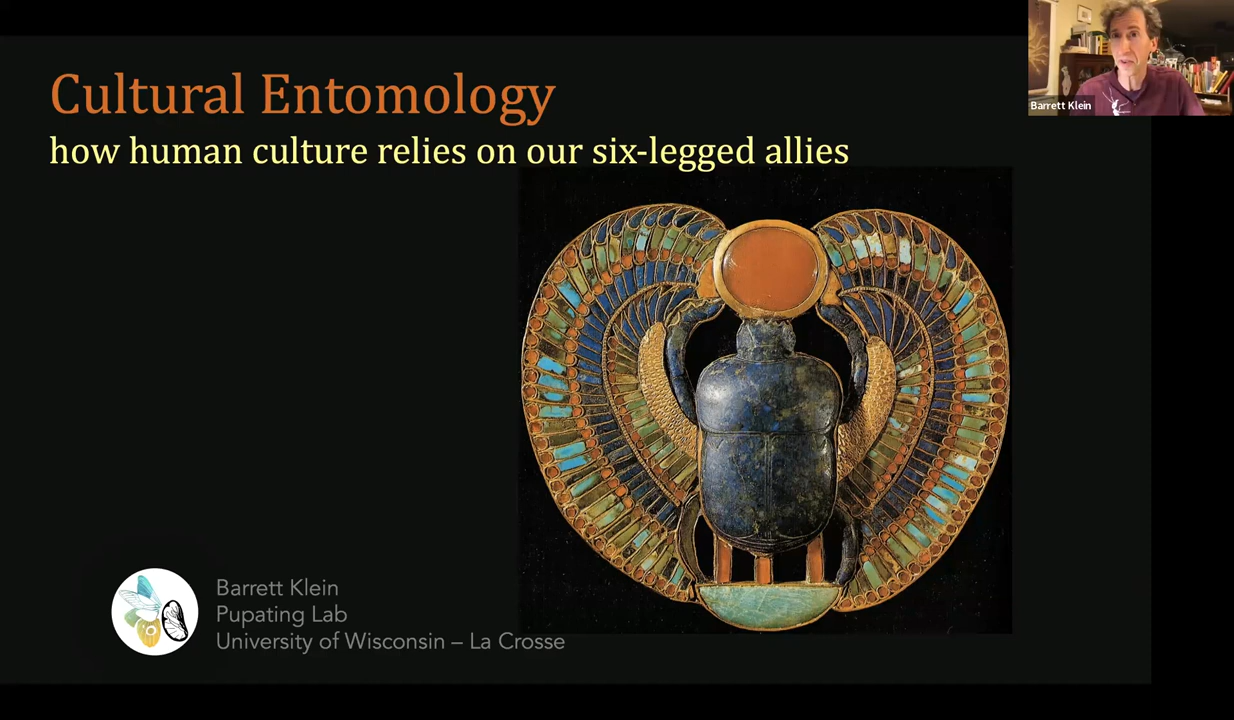 Cultural Entomology
how human culture relies on our six-legged allies
Barrett Klein
Barrett Klein
Pupating Lab
University of Wisconsin – La Crosse